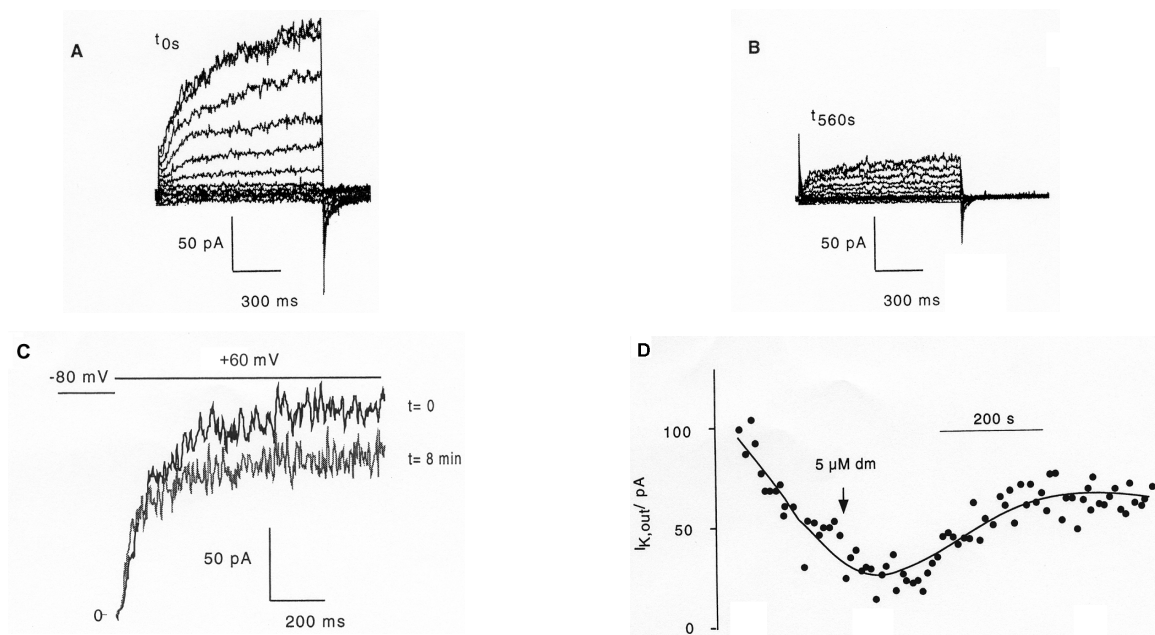 A
t0s
50 pA
300 ms
B
t560s
50 pA
300 ms
C
+60 mV
-80 mV
t= 0
t= 8 min
50 pA
0
200 ms
D
200 s
100
5 µM dm
50
0
IK,out/ pA